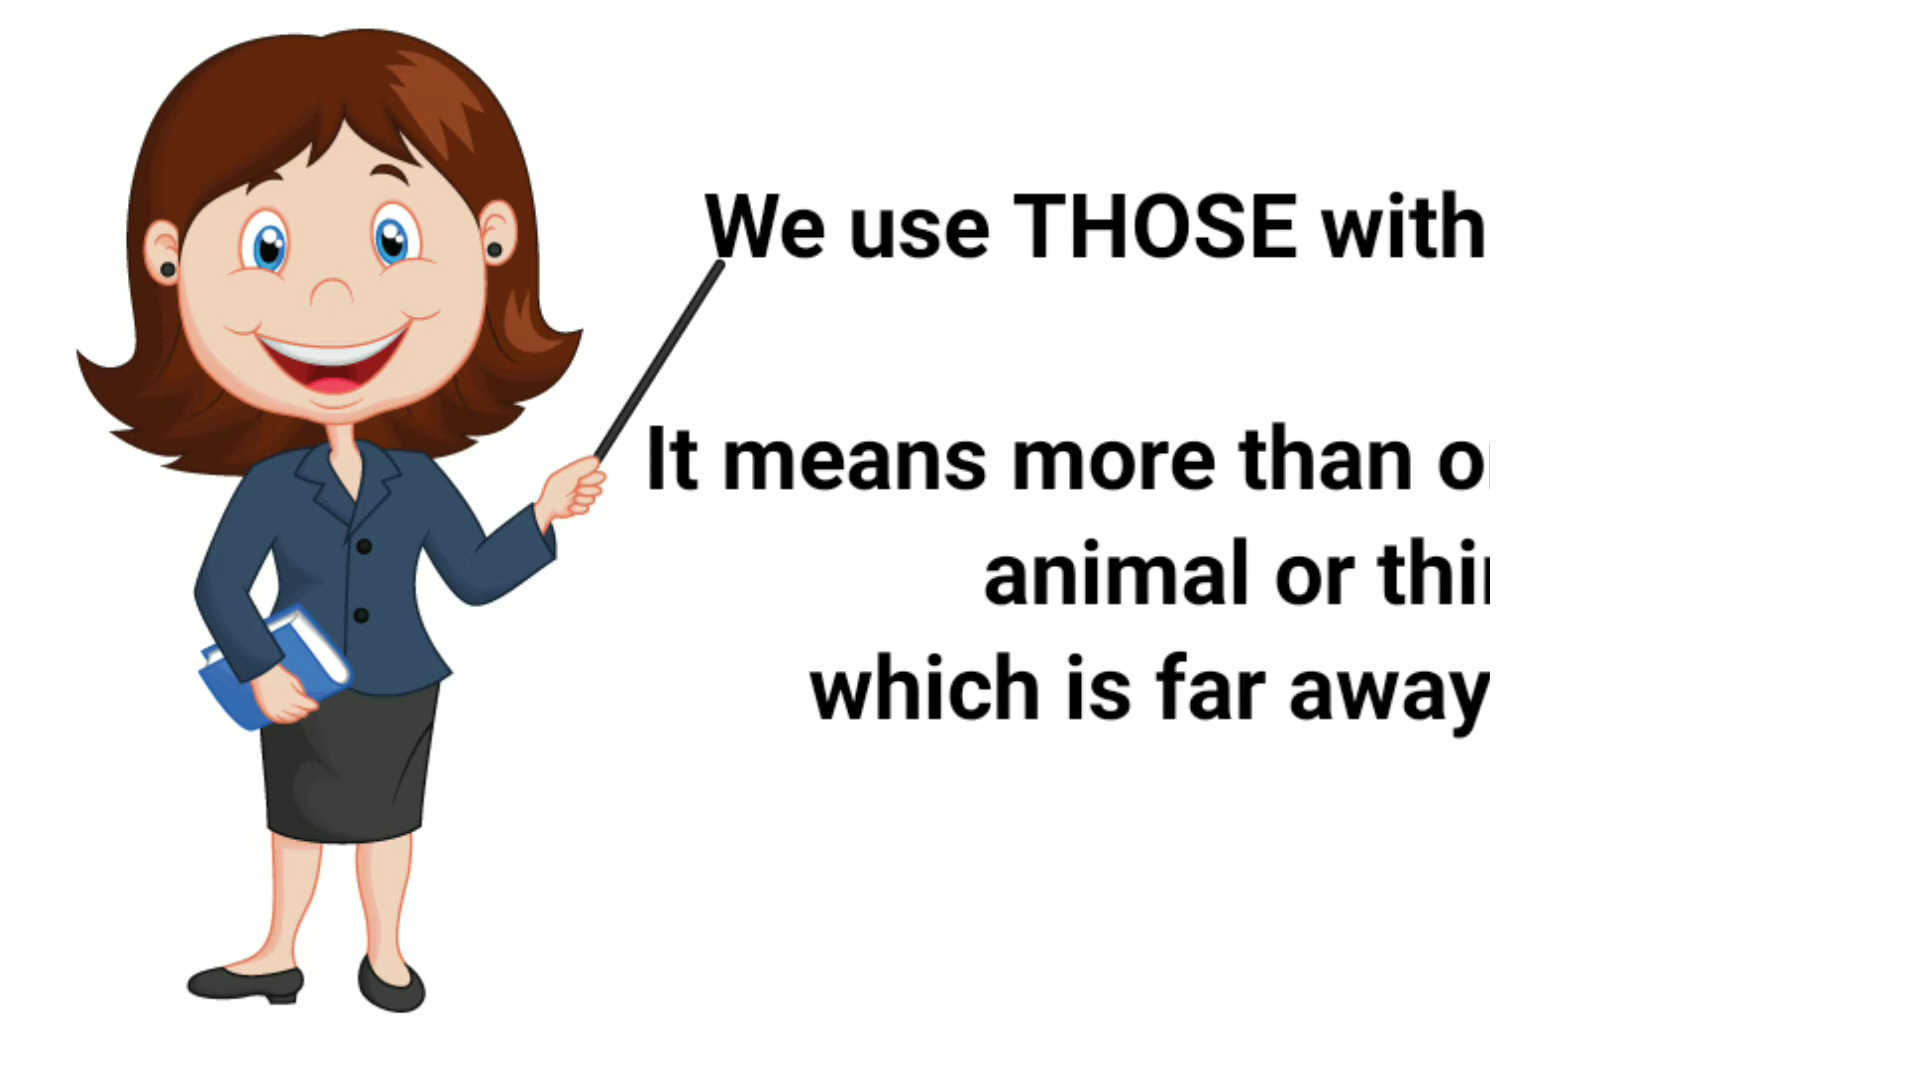 We use THOSE with
It means more than
animal or
which is far away